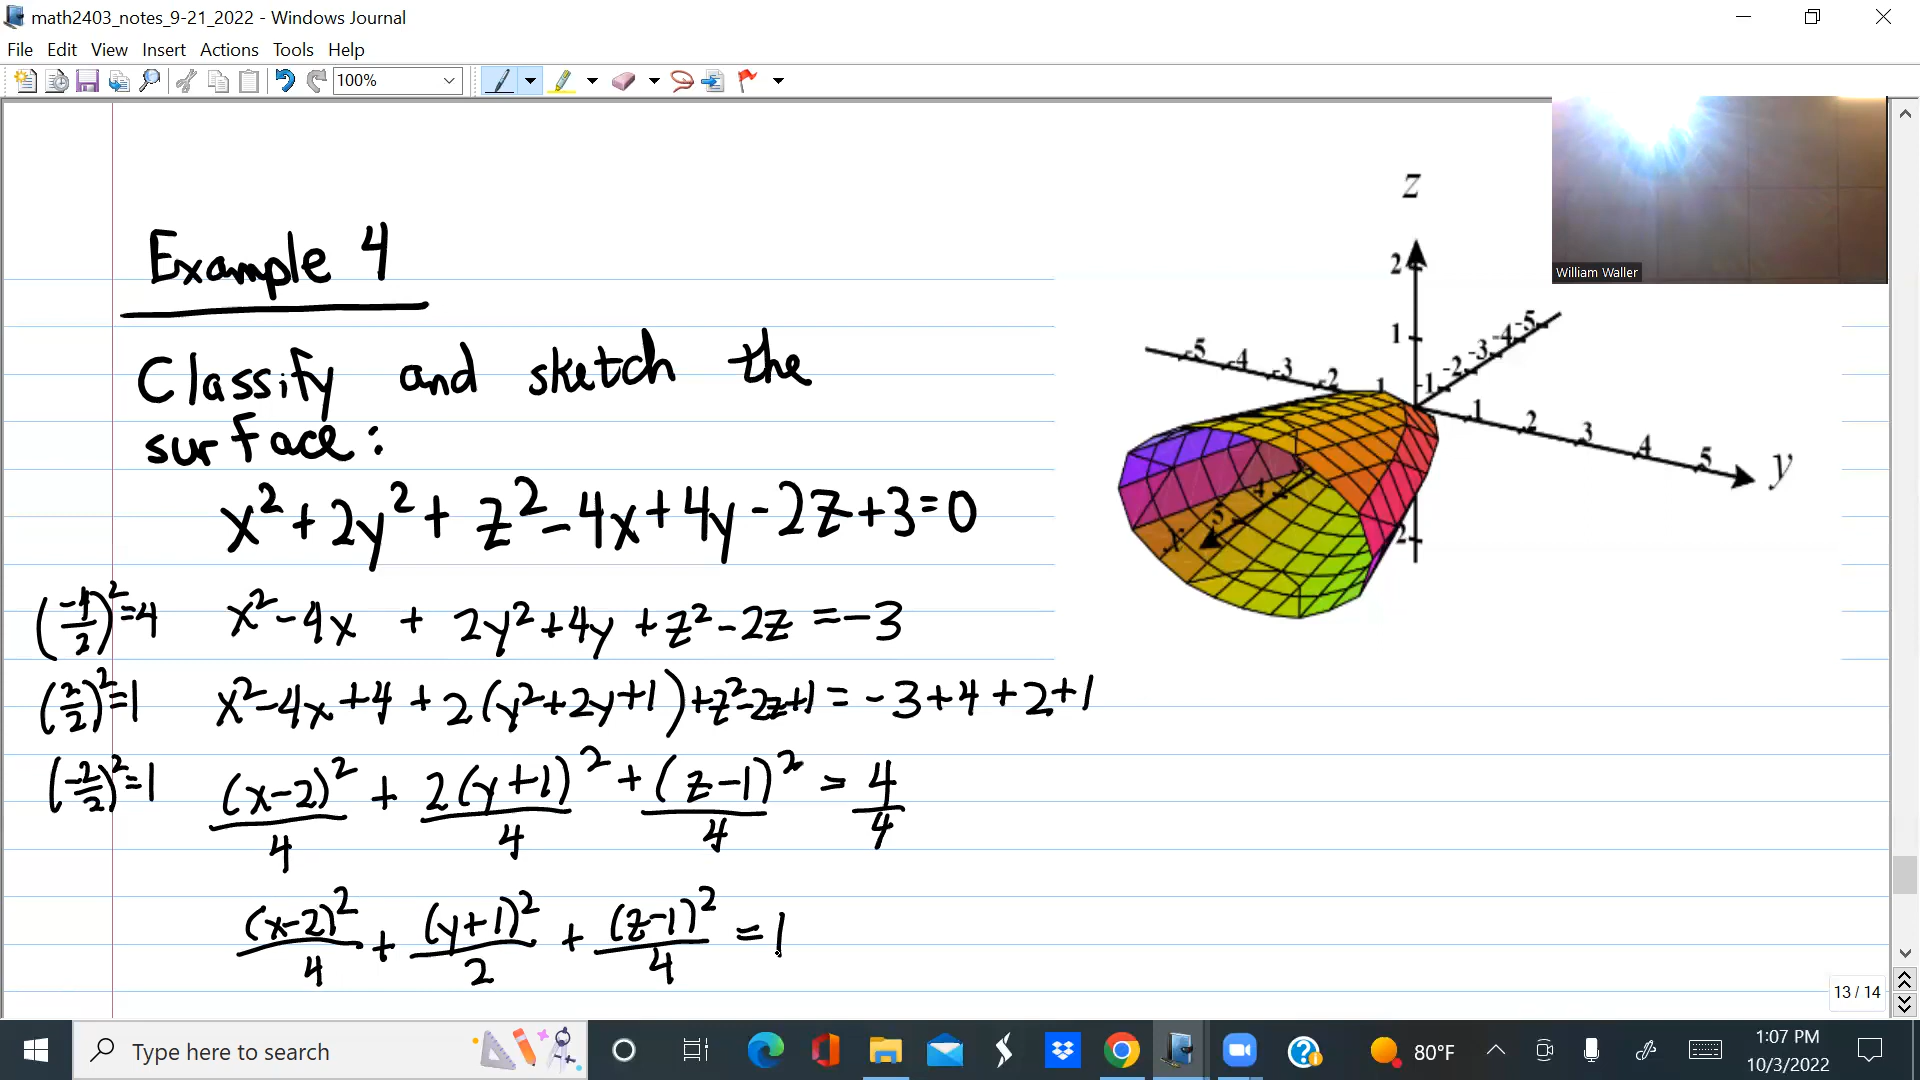 math2403_notes_9-21_2022 - Windows Journal
File Edit View Insert Actions Tools Help
100%
William Waller
Example 4
Classify and sketch the
surface:
x²+2y²+ z²-4x+4y-2z+3=0
(-4/2)²=4 x²-4x + 2y²+4y +z²-2z =-3
(2/2)²=1 x²-4x+4 + 2(y²+2y+1)+z²-2z+1 = -3+4+2+1
(-2/2)²=1 (x-2)²/4 + 2(y+1)²/4 + (z-1)²/4 = 4/4
(x-2)²/4 + (y+1)²/2 + (z-1)²/4 =1
z
2
1
-5 -4 -3 -2 1
-1 -2 -3 -4 -5
1 2 3 4 5
y
4 5
x
2
13 / 14
Type here to search
80°F
1:07 PM
10/3/2022